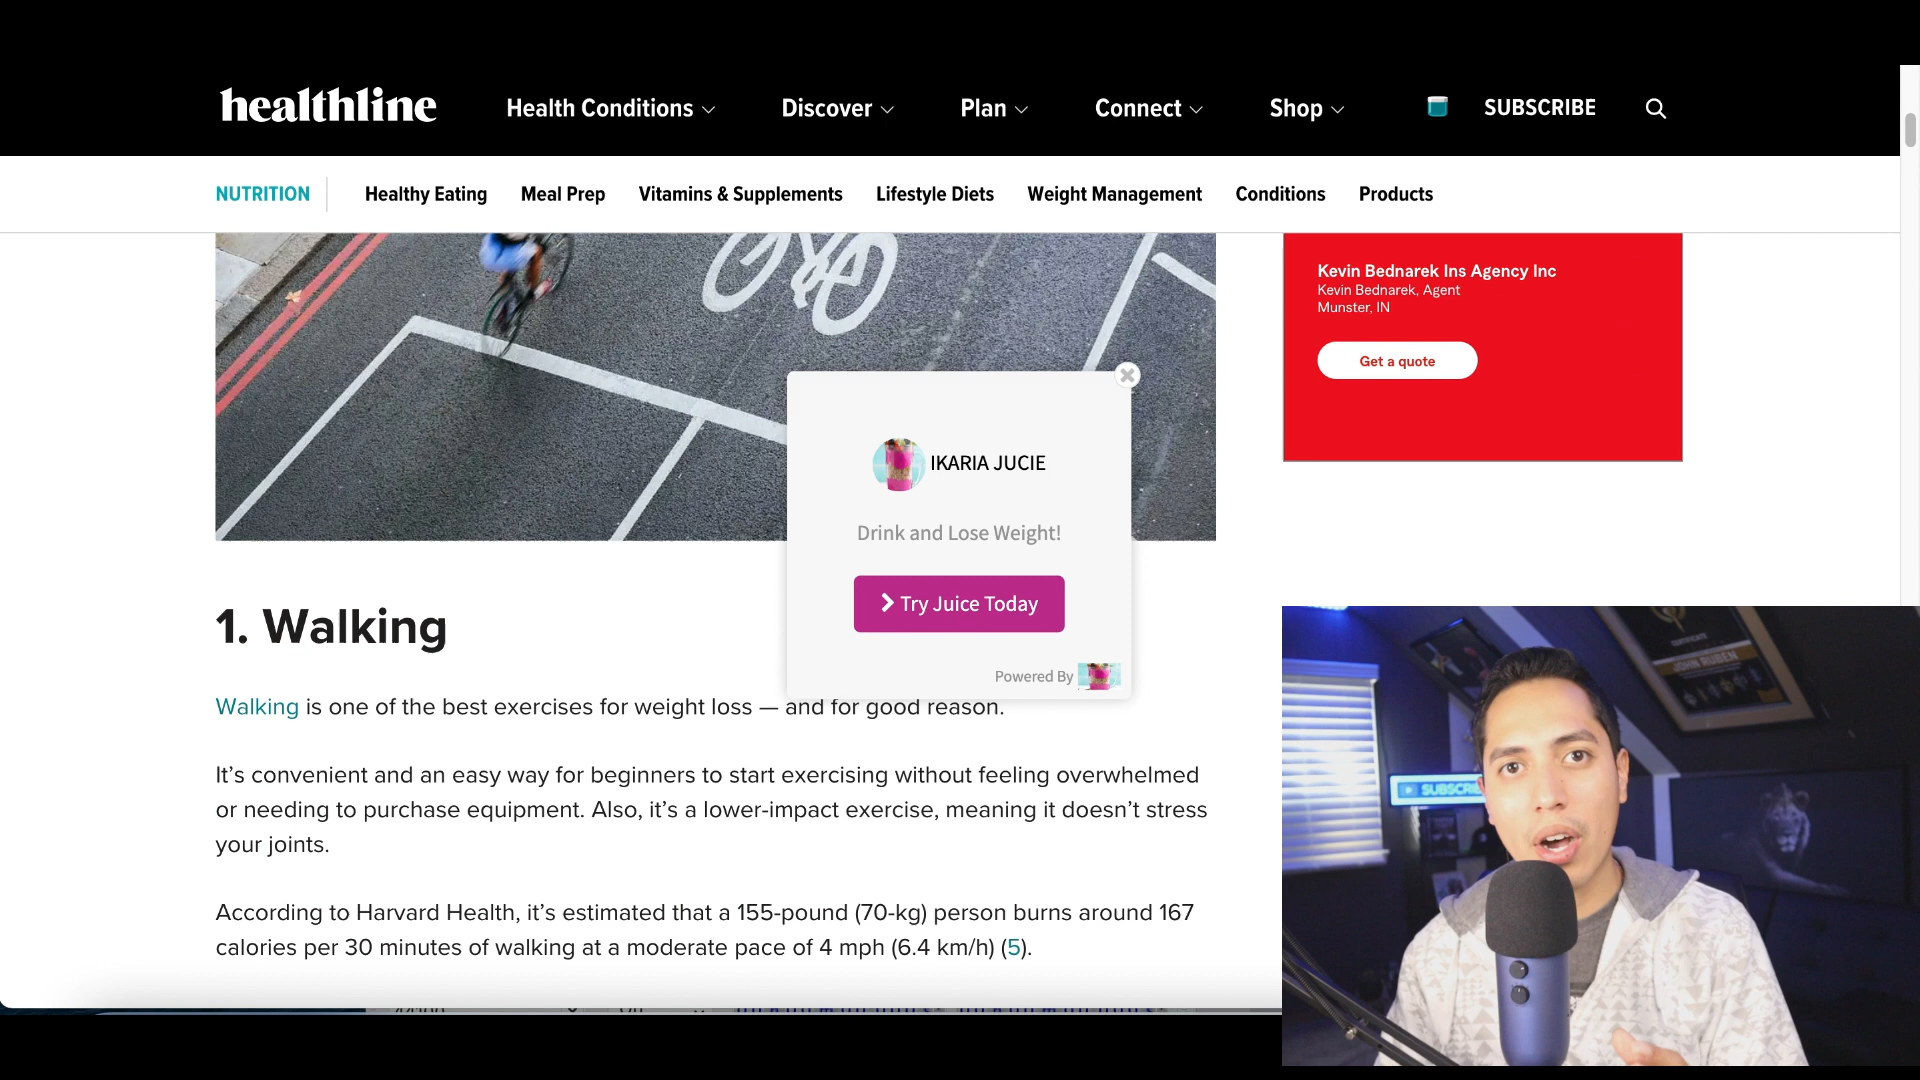 healthline
Health Conditions
Discover
Plan
Connect
Shop
SUBSCRIBE
NUTRITION
Healthy Eating
Meal Prep
Vitamins & Supplements
Lifestyle Diets
Weight Management
Conditions
Products
Kevin Bednarek Ins Agency Inc
Kevin Bednarek, Agent
Munster, IN
Get a quote
IKARIA JUCIE
Drink and Lose Weight!
Try Juice Today
Powered By
1. Walking
Walking is one of the best exercises for weight loss — and for good reason.
It’s convenient and an easy way for beginners to start exercising without feeling overwhelmed
or needing to purchase equipment. Also, it’s a lower-impact exercise, meaning it doesn’t stress
your joints.
According to Harvard Health, it’s estimated that a 155-pound (70-kg) person burns around 167
calories per 30 minutes of walking at a moderate pace of 4 mph (6.4 km/h) (5).
CERTIFICATE
JOHN RUBEN